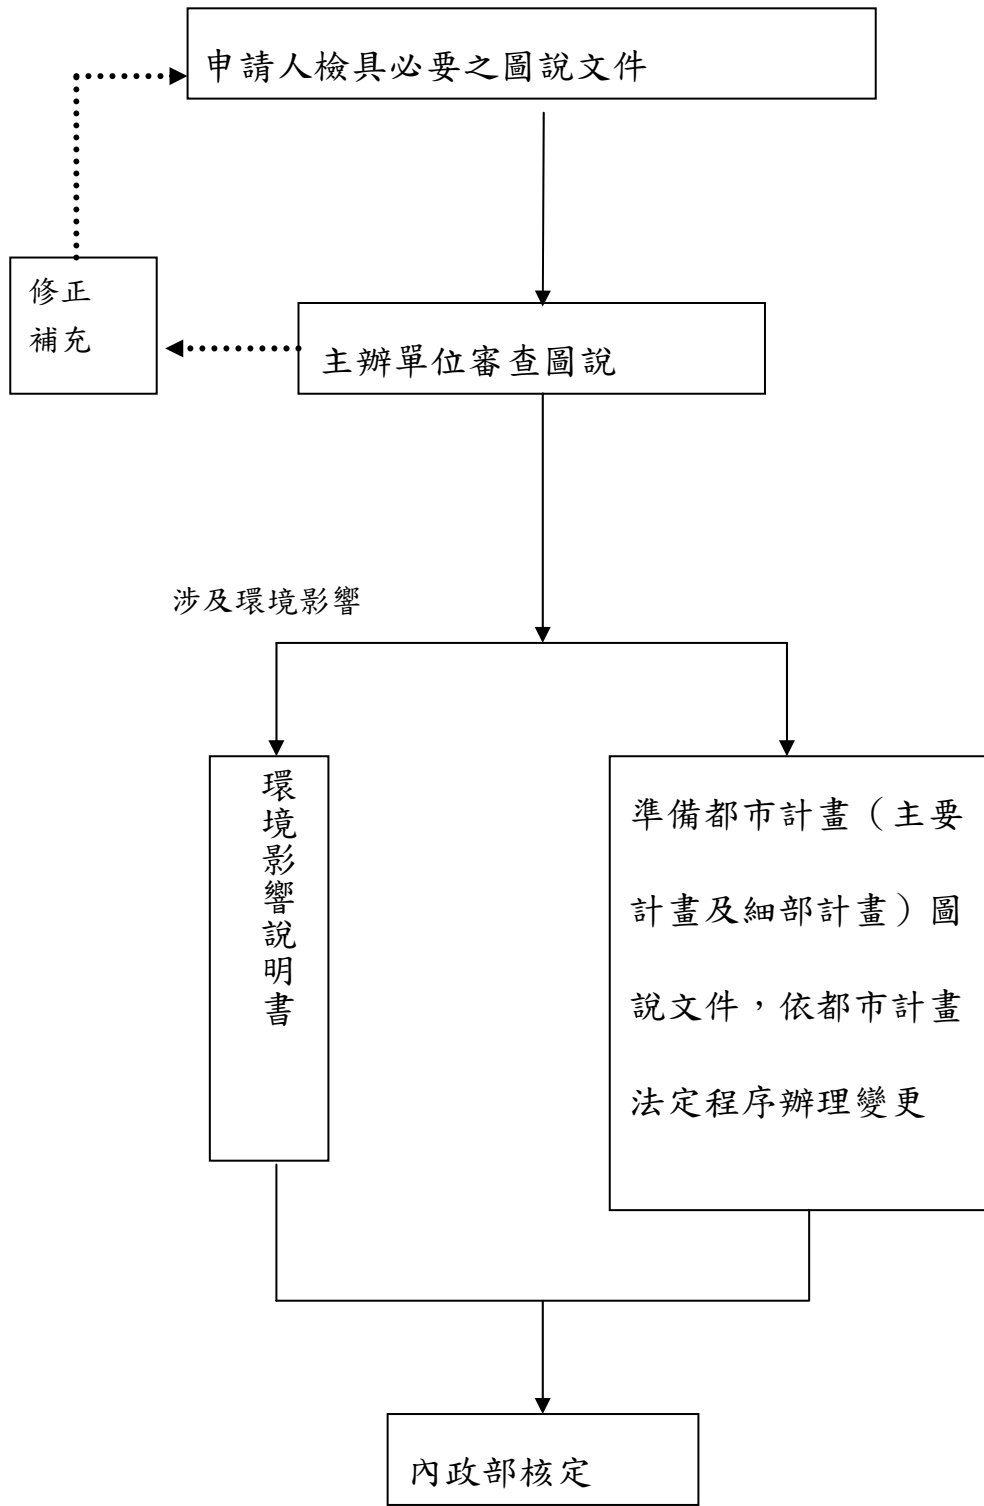 申請人檢具必要之圖說文件
修正
補充
主辦單位審查圖說
涉及環境影響
環境影響說明書
準備都市計畫（主要
計畫及細部計畫）圖
說文件，依都市計畫
法定程序辦理變更
內政部核定